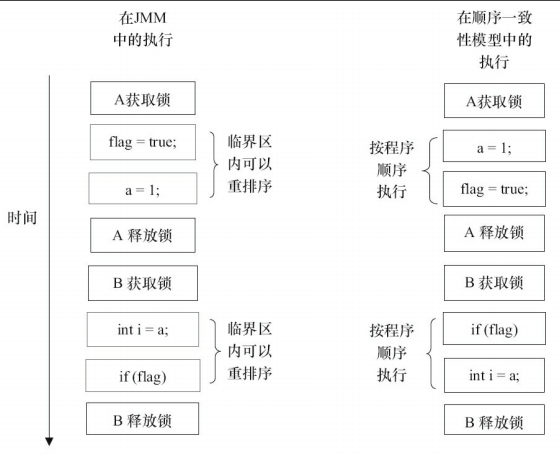 在JMM
中的执行
在顺序一致
性模型中的
执行
A获取锁
A获取锁
flag = true;
临界区
内可以
重排序
a = 1;
按程序
顺序
执行
a = 1;
flag = true;
时间
A 释放锁
A 释放锁
B 获取锁
B 获取锁
int i = a;
临界区
内可以
重排序
if (flag)
按程序
顺序
执行
if (flag)
int i = a;
B 释放锁
B 释放锁